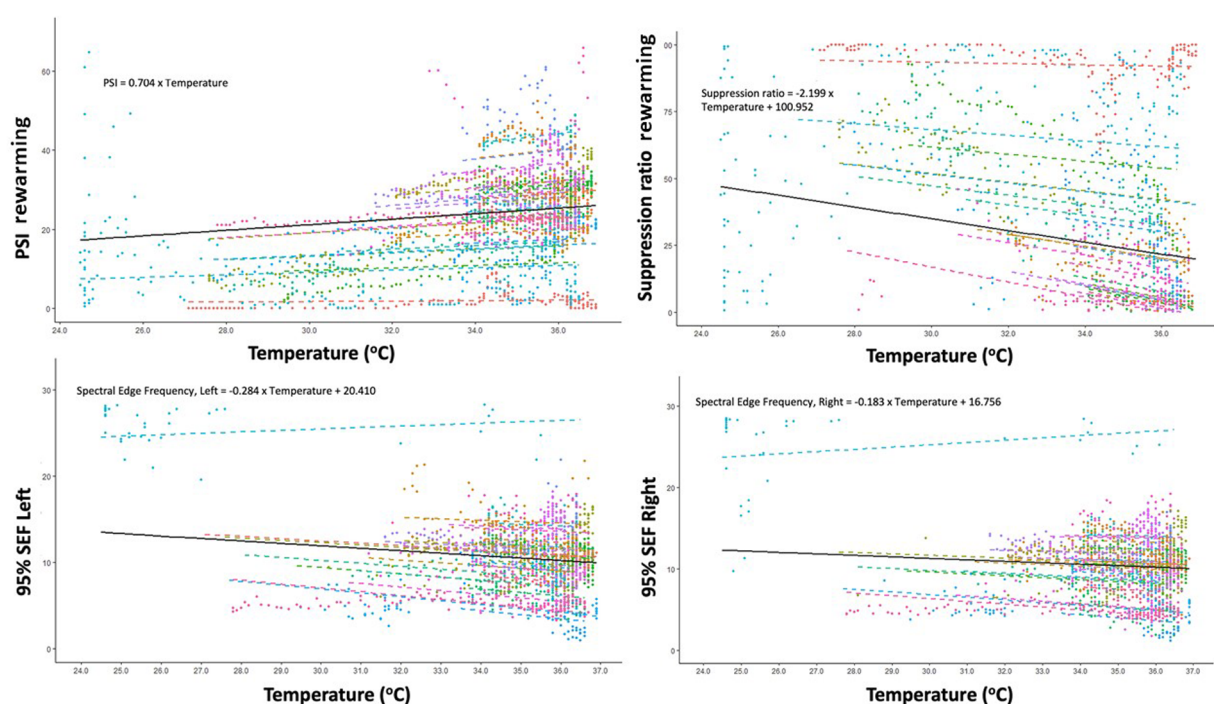 PSI rewarming
60
40
20
0
PSI = 0.704 x Temperature
24.0 26.0 28.0 30.0 32.0 34.0 36.0
Temperature (°C)
Suppression ratio rewarming
00
75
50
25
0
Suppression ratio = -2.199 x
Temperature + 100.952
24.0 26.0 28.0 30.0 32.0 34.0 36.0
Temperature (°C)
95% SEF Left
30
20
10
0
Spectral Edge Frequency, Left = -0.284 x Temperature + 20.410
24.0 25.0 26.0 27.0 28.0 29.0 30.0 31.0 32.0 33.0 34.0 35.0 36.0 37.0
Temperature (°C)
95% SEF Right
30
20
10
0
Spectral Edge Frequency, Right = -0.183 x Temperature + 16.756
24.0 25.0 26.0 27.0 28.0 29.0 30.0 31.0 32.0 33.0 34.0 35.0 36.0 37.0
Temperature (°C)